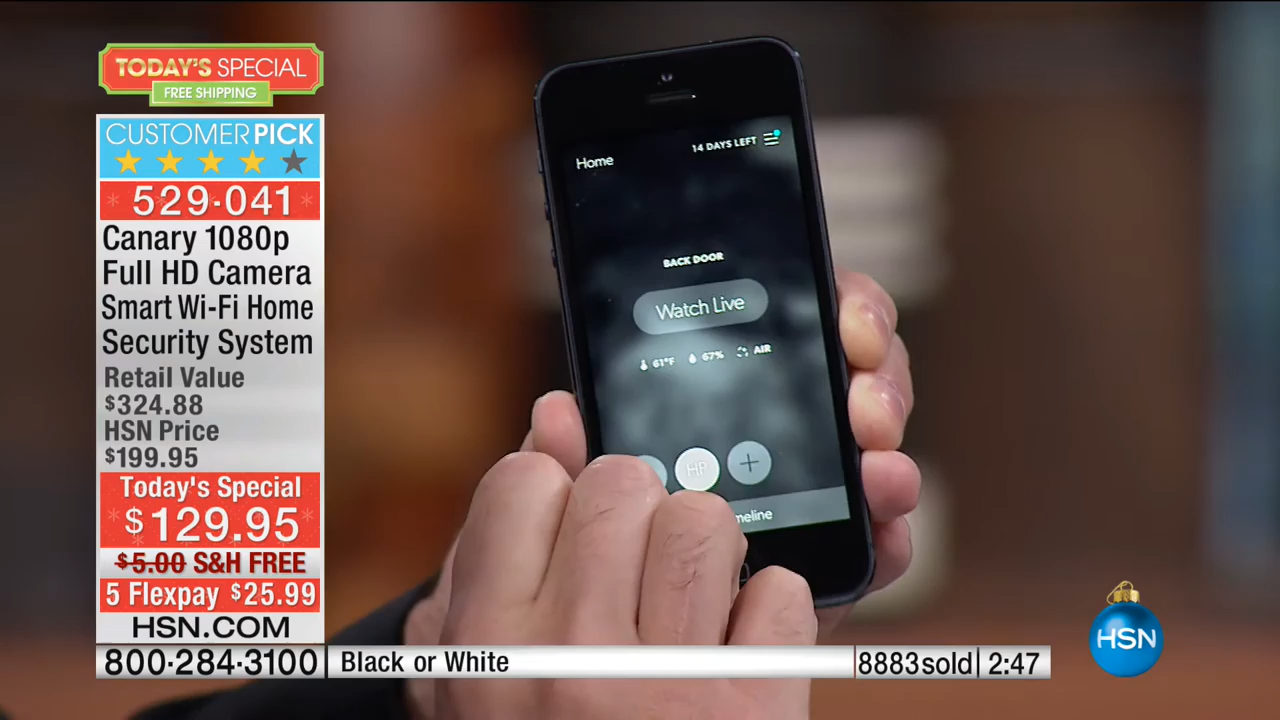 TODAY'S SPECIAL
FREE SHIPPING
CUSTOMER PICK
529·041
Canary 1080p
Full HD Camera
Smart Wi-Fi Home
Security System
Retail Value
$324.88
HSN Price
$199.95
Today's Special
$129.95
$5.00 S&H FREE
5 Flexpay $25.99
HSN.COM
800·284·3100
Black or White
8883sold
2:47
Home
14 DAYS LEFT
BACK DOOR
Watch Live
61°F 67% AIR
HP
HSN